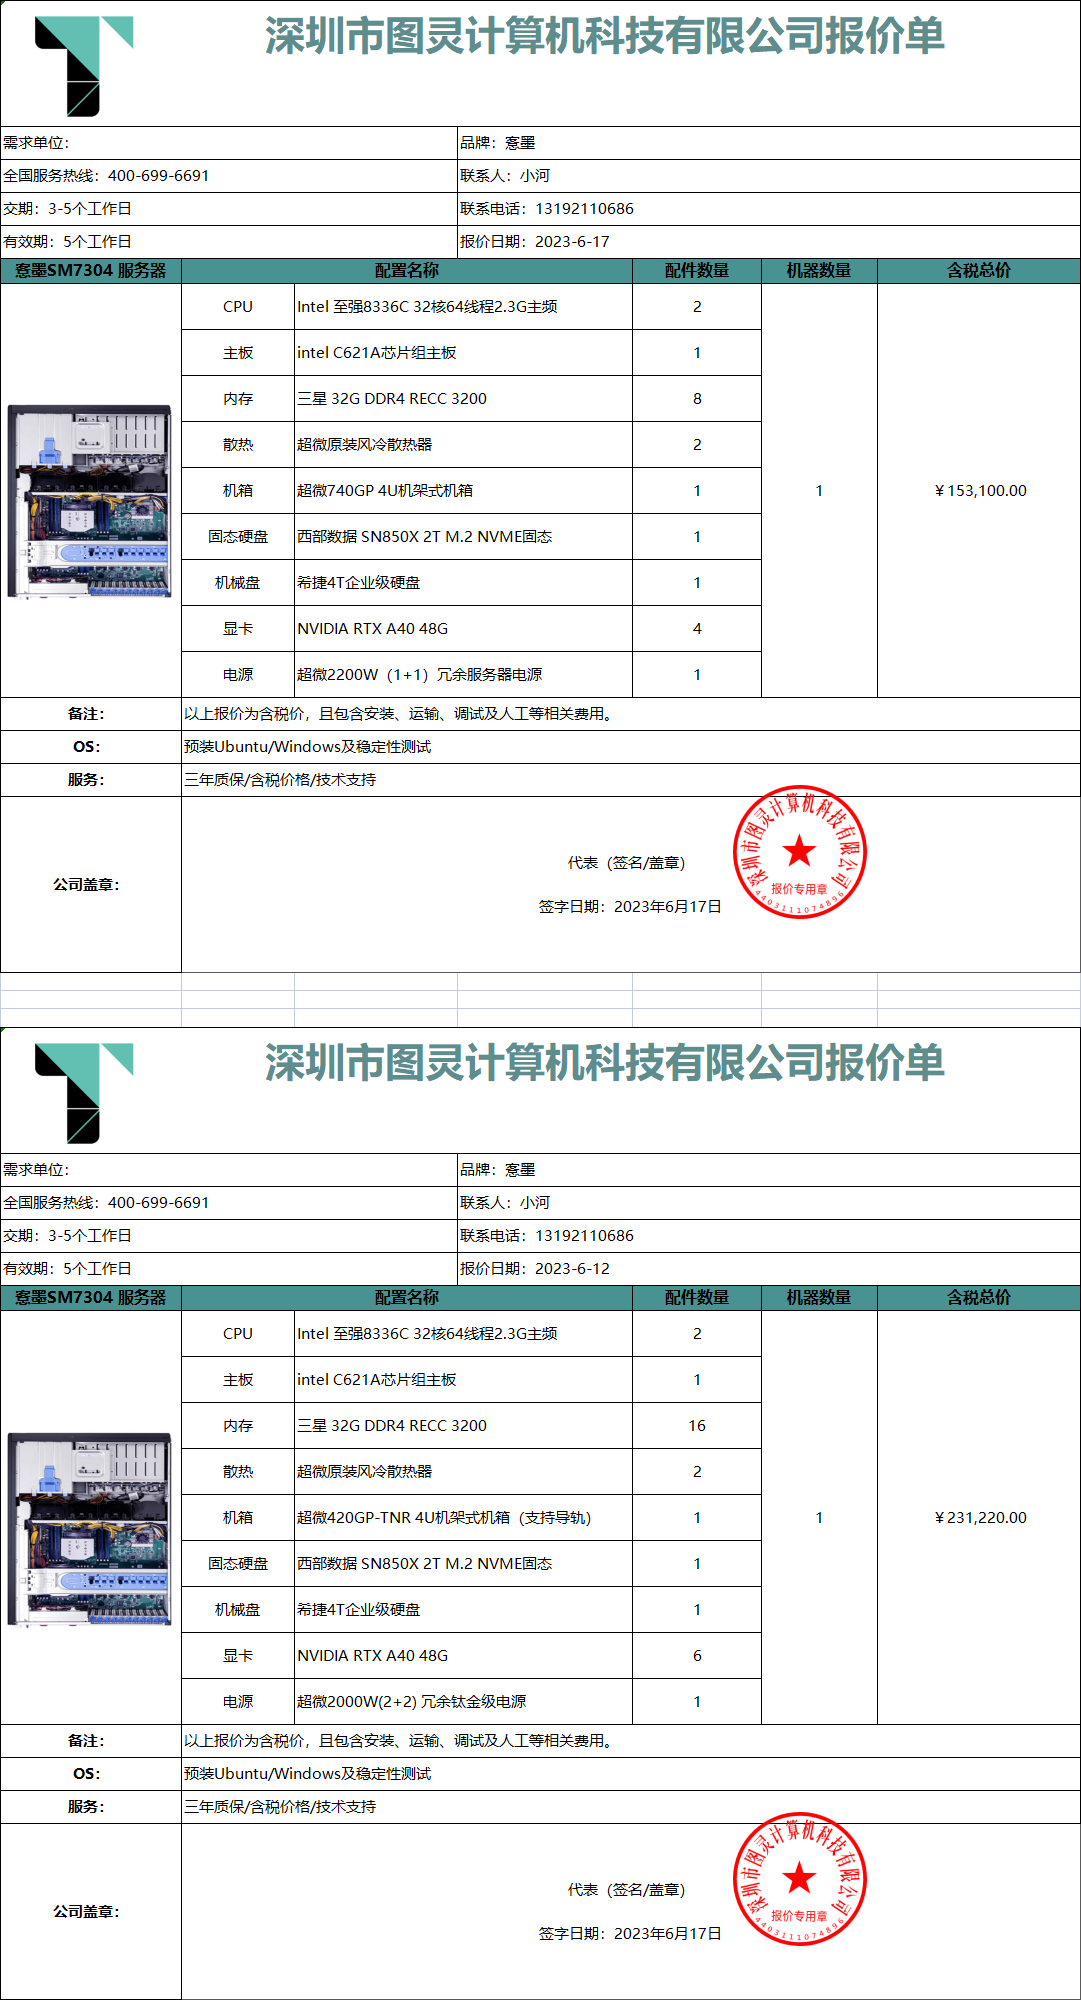 深圳市图灵计算机科技有限公司报价单
需求单位：
品牌：窓墨
全国服务热线：400-699-6691
联系人：小河
交期：3-5个工作日
联系电话：13192110686
有效期：5个工作日
报价日期：2023-6-17
SM7304 服务器 配置名称 配件数量 机器数量 含税总价
CPU Intel 至强8336C 32核64线程2.3G主频 2
主板 intel C621A芯片组主板 1
内存 三星 32G DDR4 RECC 3200 8
散热 超微原装风冷散热器 2
机箱 超微740GP 4U机架式机箱 1 1 ￥153,100.00
固态硬盘 西部数据 SN850X 2T M.2 NVME固态 1
机械盘 希捷4T企业级硬盘 1
显卡 NVIDIA RTX A40 48G 4
电源 超微2200W（1+1）冗余服务器电源 1
备注： 以上报价为含税价，且包含安装、运输、调试及人工等相关费用。
OS： 预装Ubuntu/Windows及稳定性测试
服务： 三年质保/含税价格/技术支持
深圳市图灵计算机科技有限公司
代表（签名/盖章）
公司盖章：
报价专用章
签字日期：2023年6月17日
4403111074896
深圳市图灵计算机科技有限公司报价单
需求单位：
品牌：窓墨
全国服务热线：400-699-6691
联系人：小河
交期：3-5个工作日
联系电话：13192110686
有效期：5个工作日
报价日期：2023-6-12
SM7304 服务器 配置名称 配件数量 机器数量 含税总价
CPU Intel 至强8336C 32核64线程2.3G主频 2
主板 intel C621A芯片组主板 1
内存 三星 32G DDR4 RECC 3200 16
散热 超微原装风冷散热器 2
机箱 超微420GP-TNR 4U机架式机箱（支持导轨） 1 1 ￥231,220.00
固态硬盘 西部数据 SN850X 2T M.2 NVME固态 1
机械盘 希捷4T企业级硬盘 1
显卡 NVIDIA RTX A40 48G 6
电源 超微2000W(2+2) 冗余钛金级电源 1
备注： 以上报价为含税价，且包含安装、运输、调试及人工等相关费用。
OS： 预装Ubuntu/Windows及稳定性测试
服务： 三年质保/含税价格/技术支持
深圳市图灵计算机科技有限公司
代表（签名/盖章）
公司盖章：
报价专用章
签字日期：2023年6月17日
4403111074896